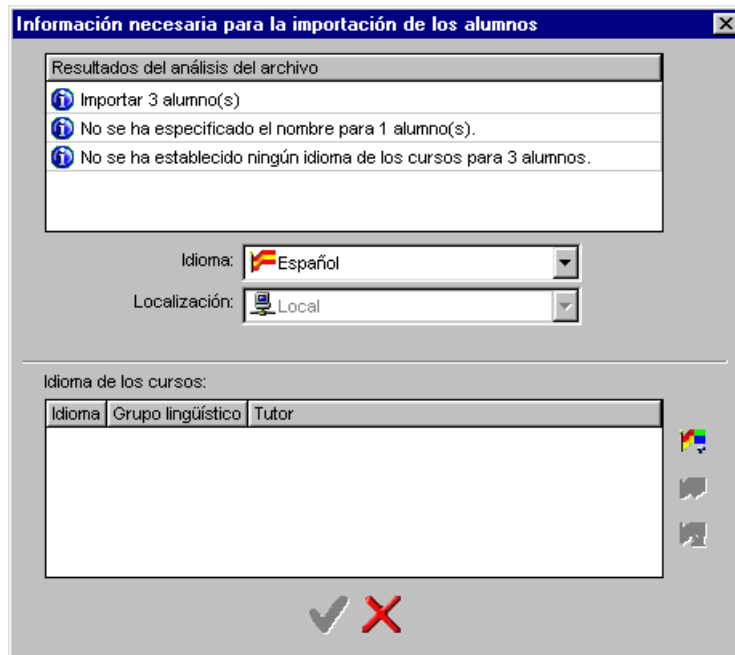 Información necesaria para la importación de los alumnos
Resultados del análisis del archivo
Importar 3 alumno(s)
No se ha especificado el nombre para 1 alumno(s).
No se ha establecido ningún idioma de los cursos para 3 alumnos.
Idioma: Español
Localización: Local
Idioma de los cursos:
Idioma Grupo lingüístico Tutor